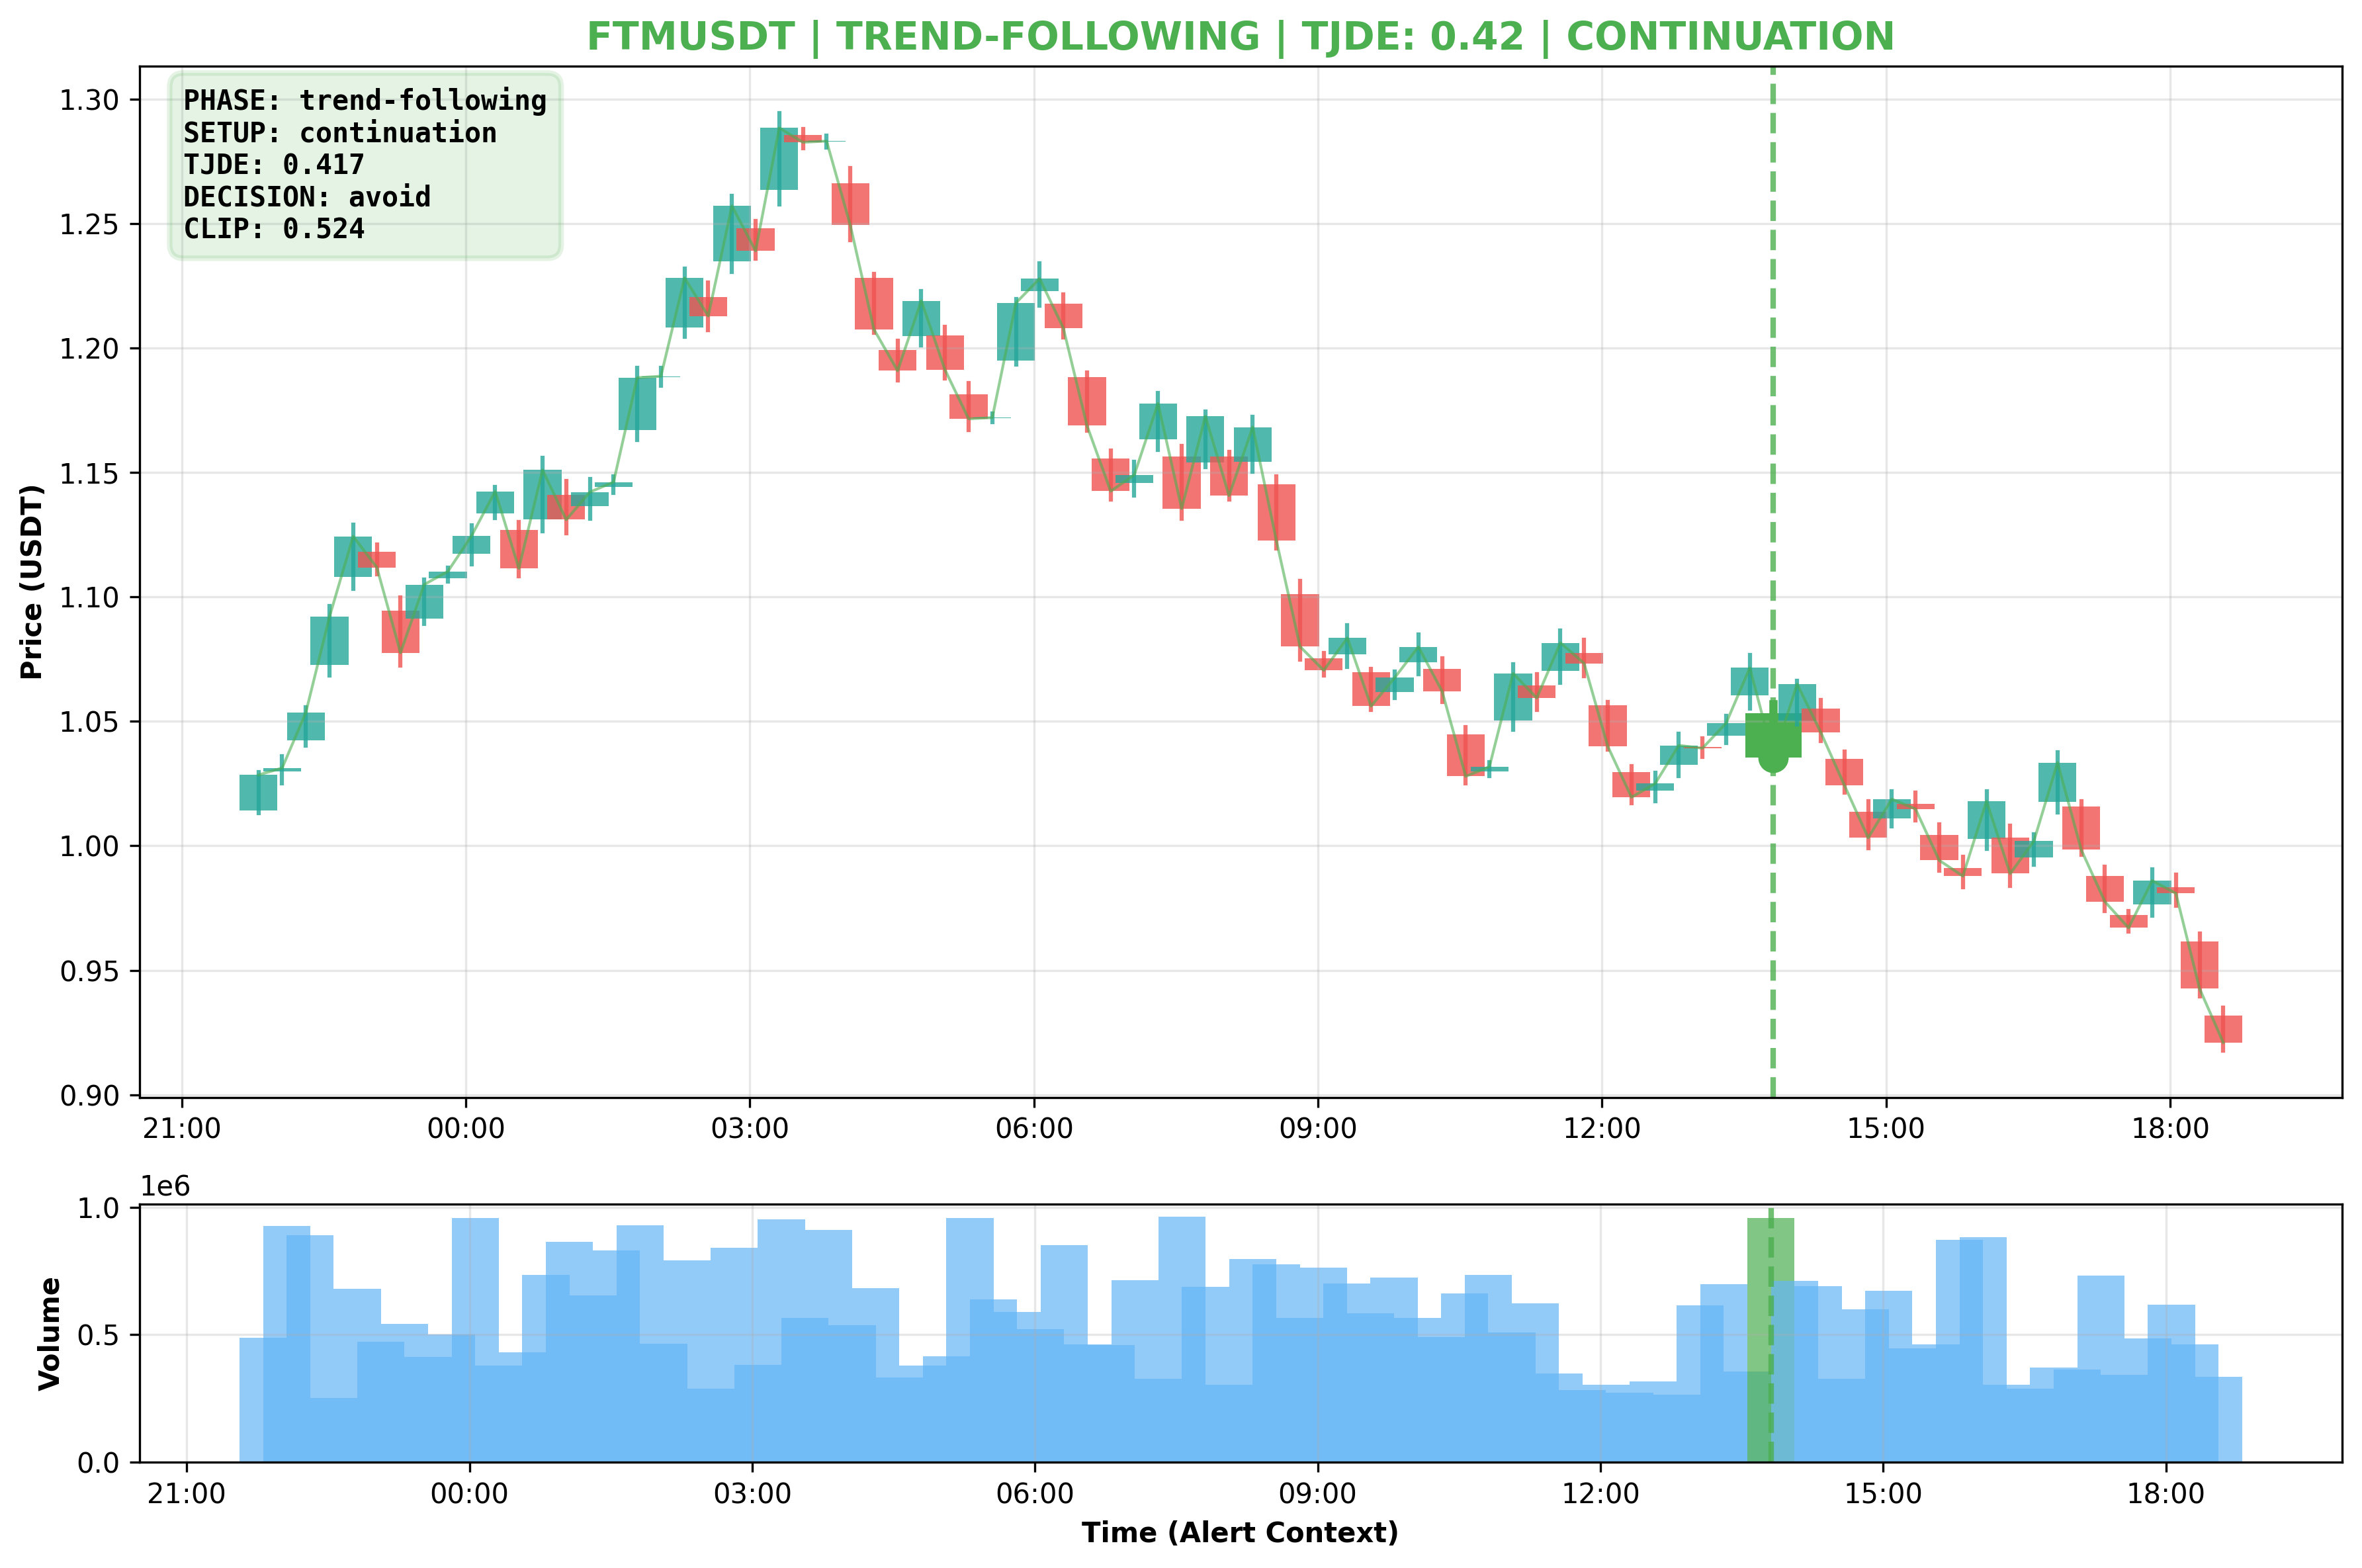 FTMUSDT | TREND-FOLLOWING | TJDE: 0.42 | CONTINUATION
PHASE: trend-following
SETUP: continuation
TJDE: 0.417
DECISION: avoid
CLIP: 0.524
Price (USDT)
1.30
1.25
1.20
1.15
1.10
1.05
1.00
0.95
0.90
21:00 00:00 03:00 06:00 09:00 12:00 15:00 18:00
1e6
Volume
1.0
0.5
0.0
21:00 00:00 03:00 06:00 09:00 12:00 15:00 18:00
Time (Alert Context)